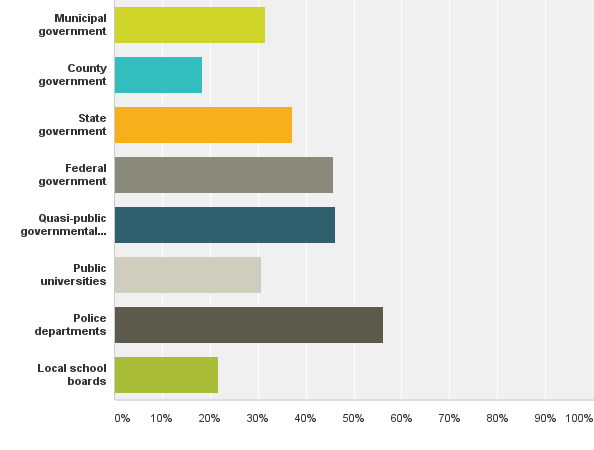 Municipal
government
County
government
State
government
Federal
government
Quasi-public
governmental...
Public
universities
Police
departments
Local school
boards
0% 10% 20% 30% 40% 50% 60% 70% 80% 90% 100%